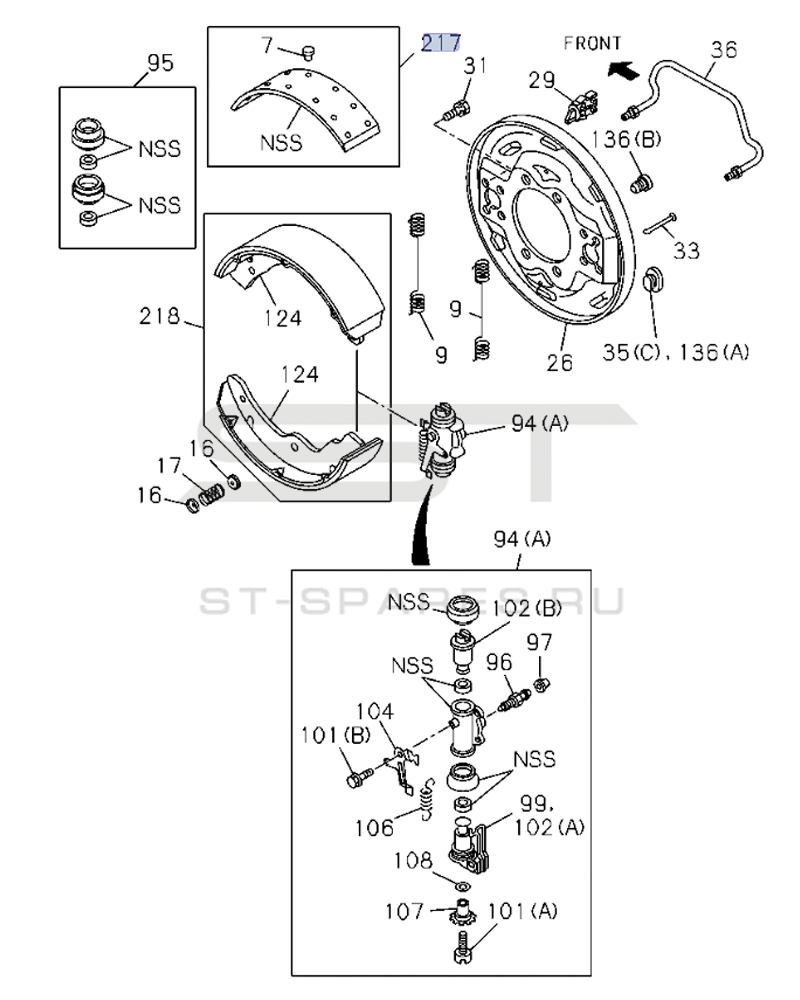 7
217
FRONT
36
95
31
29
NSS
136(B)
NSS
NSS
33
218
124
9
9
26
35(C), 136(A)
124
94(A)
16
17
16
ST
94(A)
ST-SPARES.RU
NSS
102(B)
97
NSS
96
104
101(B)
NSS
106
99,
102(A)
108
107
101(A)